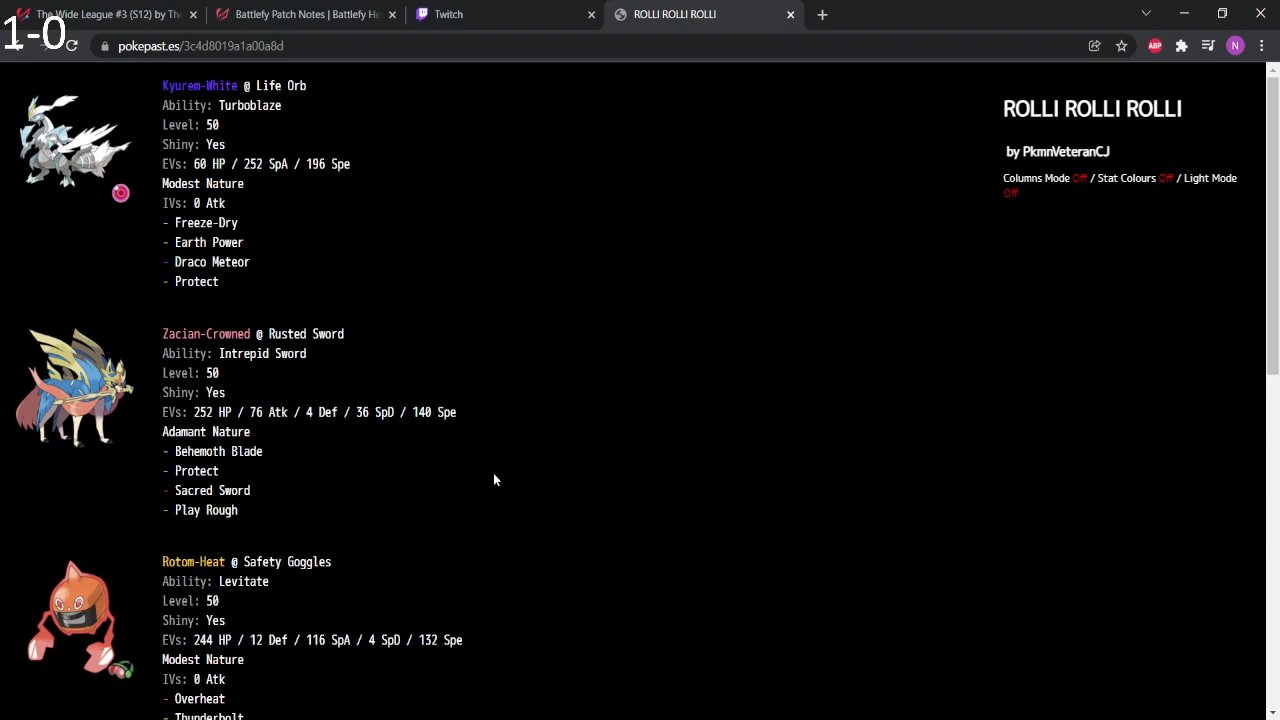 1-0
The Wide League #3 (S12) by The
Battlefy Patch Notes | Battlefy He
Twitch
ROLLI ROLLI ROLLI
pokepast.es/3c4d8019a1a00a8d
ABP
N
ROLLI ROLLI ROLLI
by PkmnVeteranCJ
Columns Mode Off / Stat Colours Off / Light Mode
Off
Kyurem-White @ Life Orb
Ability: Turboblaze
Level: 50
Shiny: Yes
EVs: 60 HP / 252 SpA / 196 Spe
Modest Nature
IVs: 0 Atk
- Freeze-Dry
- Earth Power
- Draco Meteor
- Protect
Zacian-Crowned @ Rusted Sword
Ability: Intrepid Sword
Level: 50
Shiny: Yes
EVs: 252 HP / 76 Atk / 4 Def / 36 SpD / 140 Spe
Adamant Nature
- Behemoth Blade
- Protect
- Sacred Sword
- Play Rough
Rotom-Heat @ Safety Goggles
Ability: Levitate
Level: 50
Shiny: Yes
EVs: 244 HP / 12 Def / 116 SpA / 4 SpD / 132 Spe
Modest Nature
IVs: 0 Atk
- Overheat
- Thunderbolt